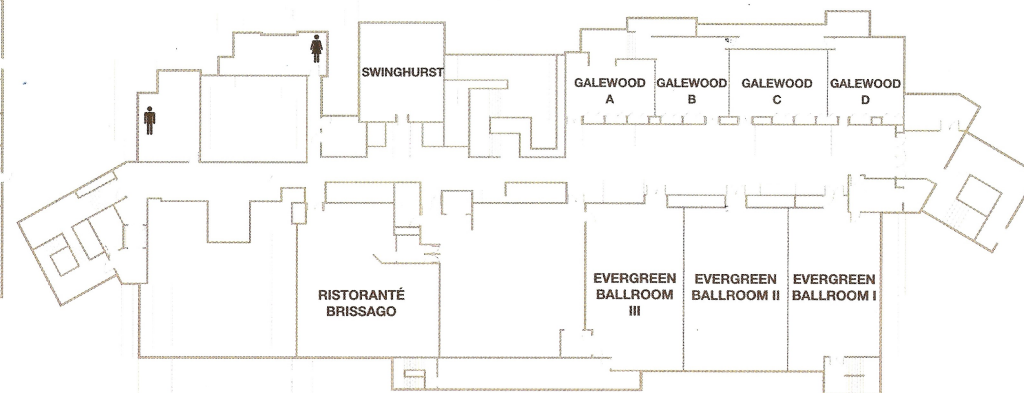 SWINGHURST
GALEWOOD
A
GALEWOOD
B
GALEWOOD
C
GALEWOOD
D
RISTORANTÉ
BRISSAGO
EVERGREEN
BALLROOM
III
EVERGREEN
BALLROOM II
EVERGREEN
BALLROOM I